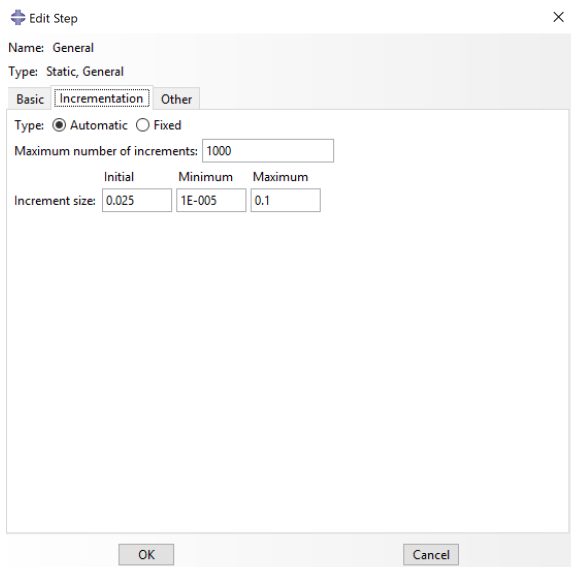 Edit Step
Name: General
Type: Static, General
Basic Incrementation Other
Type: Automatic Fixed
Maximum number of increments: 1000
Initial Minimum Maximum
Increment size: 0.025 1E-005 0.1
OK Cancel